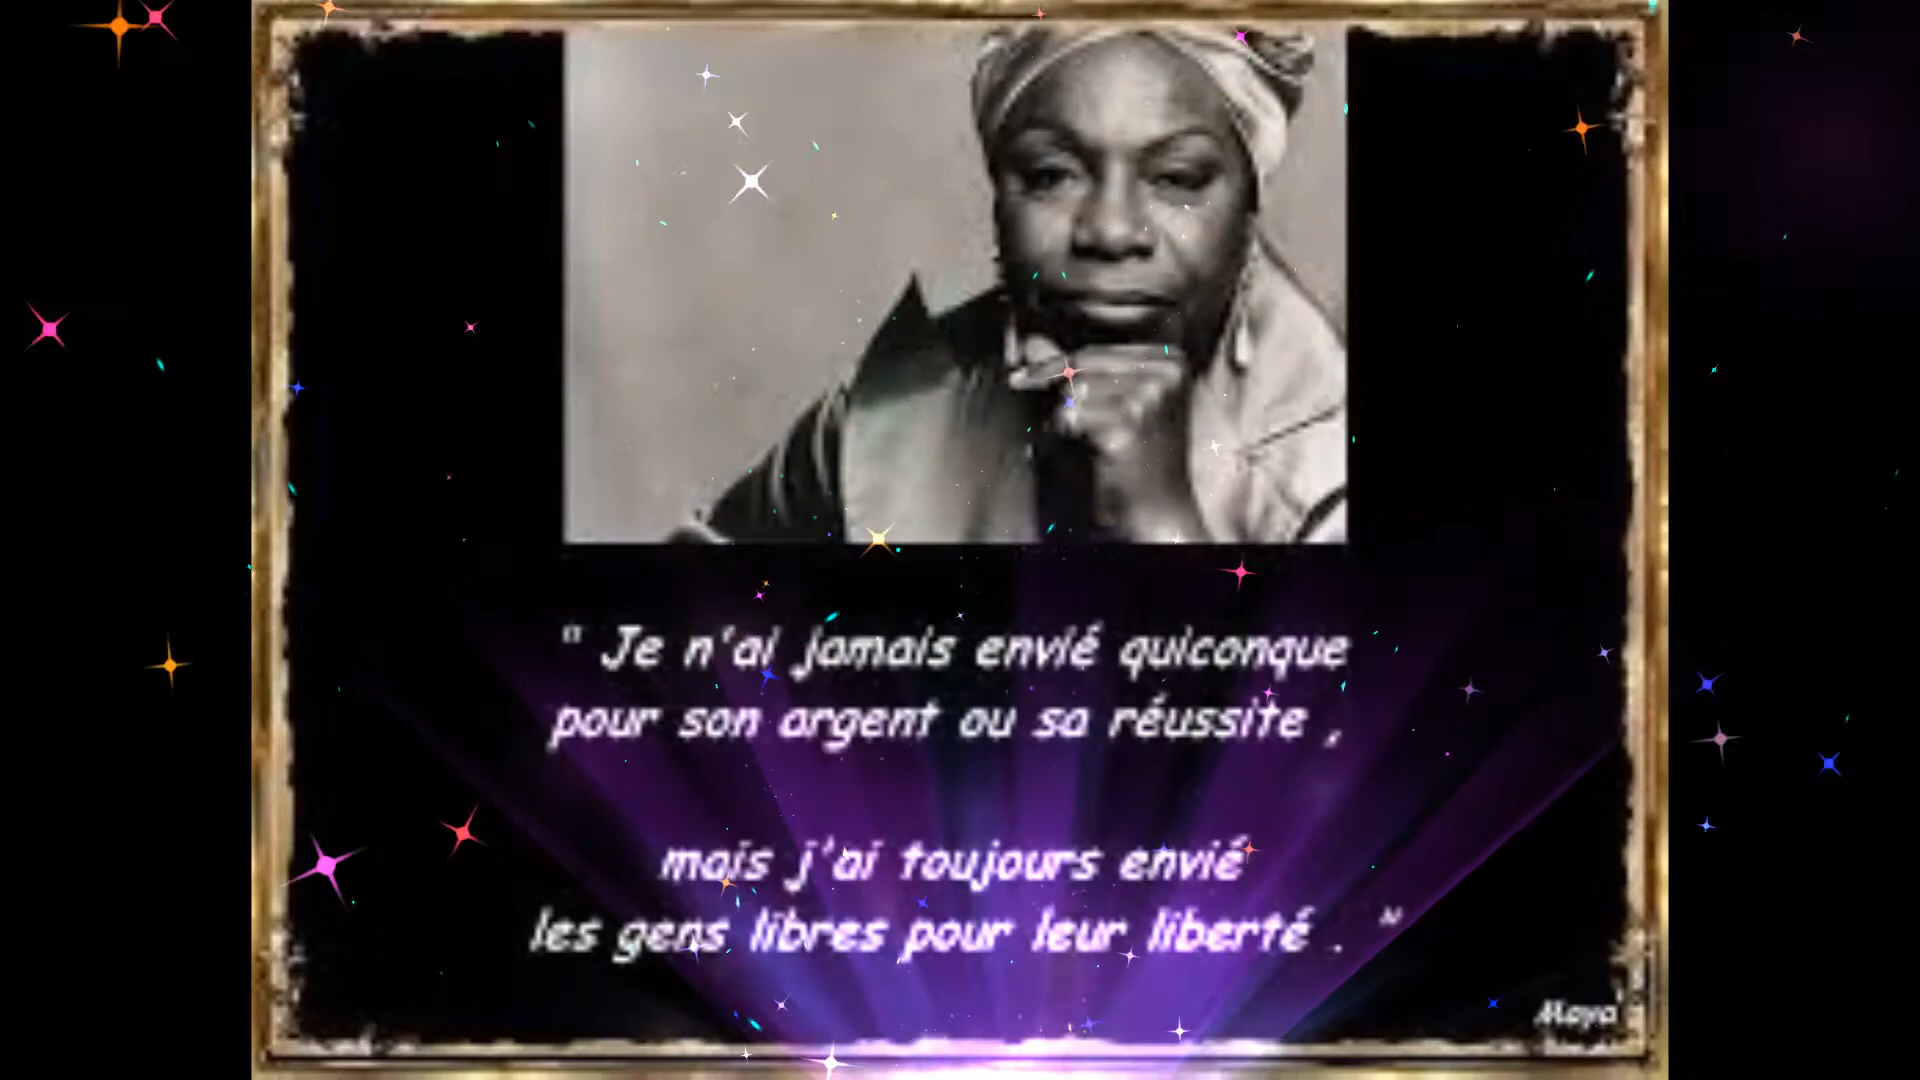 " Je n'ai jamais envié quiconque
pour son argent ou sa réussite ,
mais j'ai toujours envié
les gens libres pour leur liberté . "
Maya